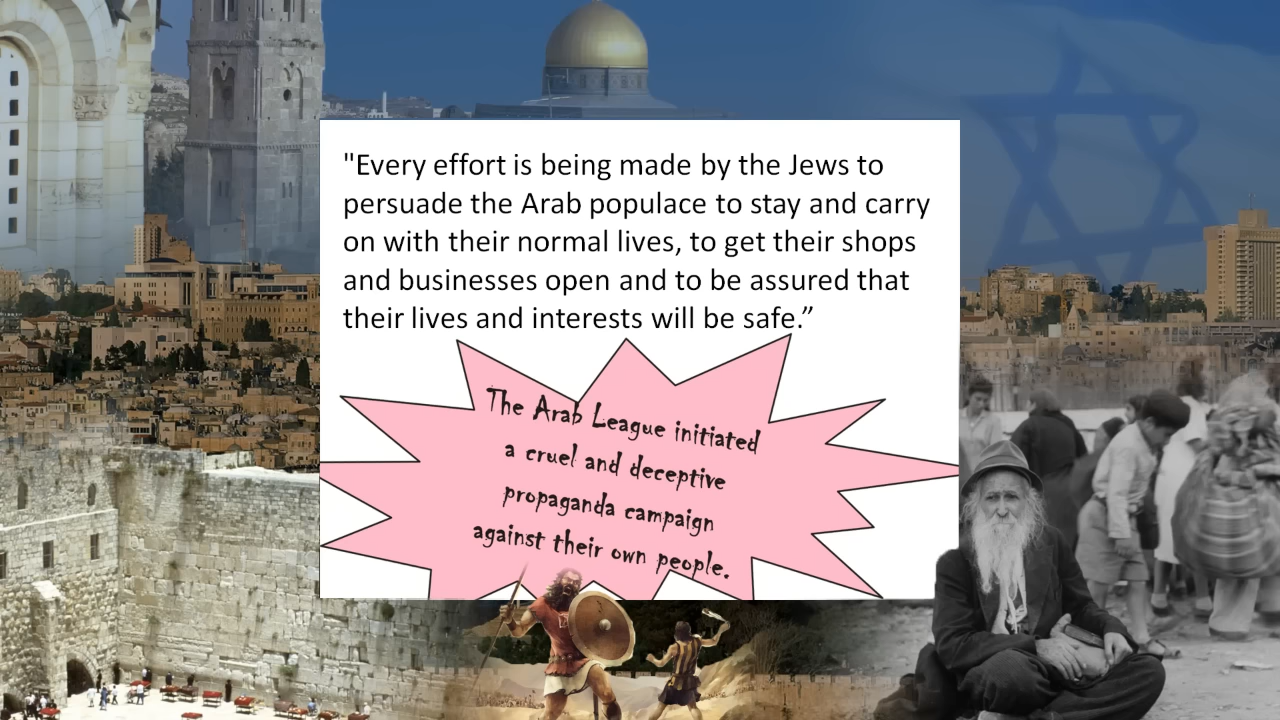 "Every effort is being made by the Jews to
persuade the Arab populace to stay and carry
on with their normal lives, to get their shops
and businesses open and to be assured that
their lives and interests will be safe.”
The Arab League initiated
a cruel and deceptive
propaganda campaign
against their own people.